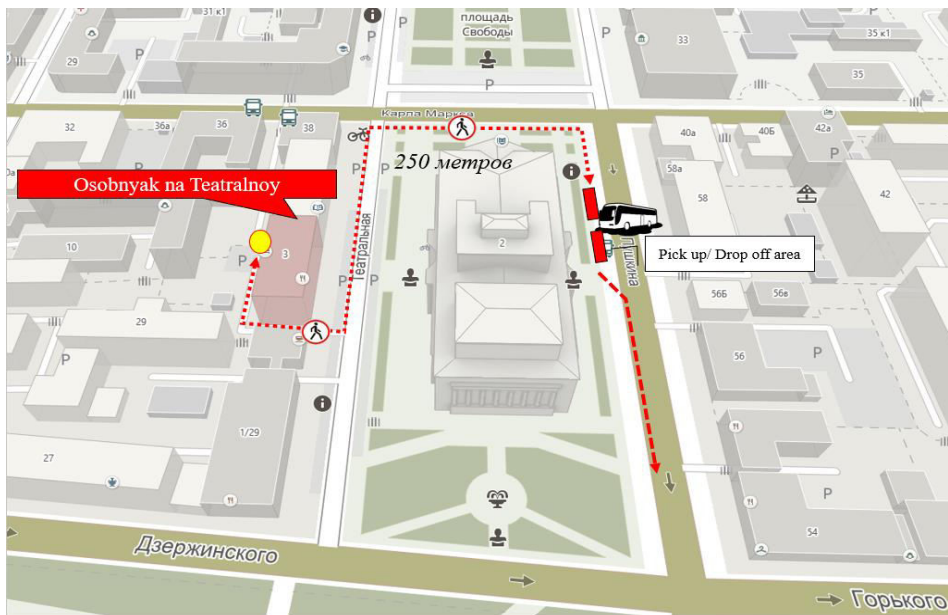 31 к1
площадь
Свободы
P
33
35 к1
29
35
P
Карла Маркса
32
36а
36
38
40а
40Б
42а
250 метров
58а
58
42
Osobnyak na Teatralnoy
P
P
P
Театральная
10
3
2
P
Пушкина
Pick up/ Drop off area
P
P
56Б
56в
29
P
56
P
1/29
27
P
54
Дзержинского
Горького